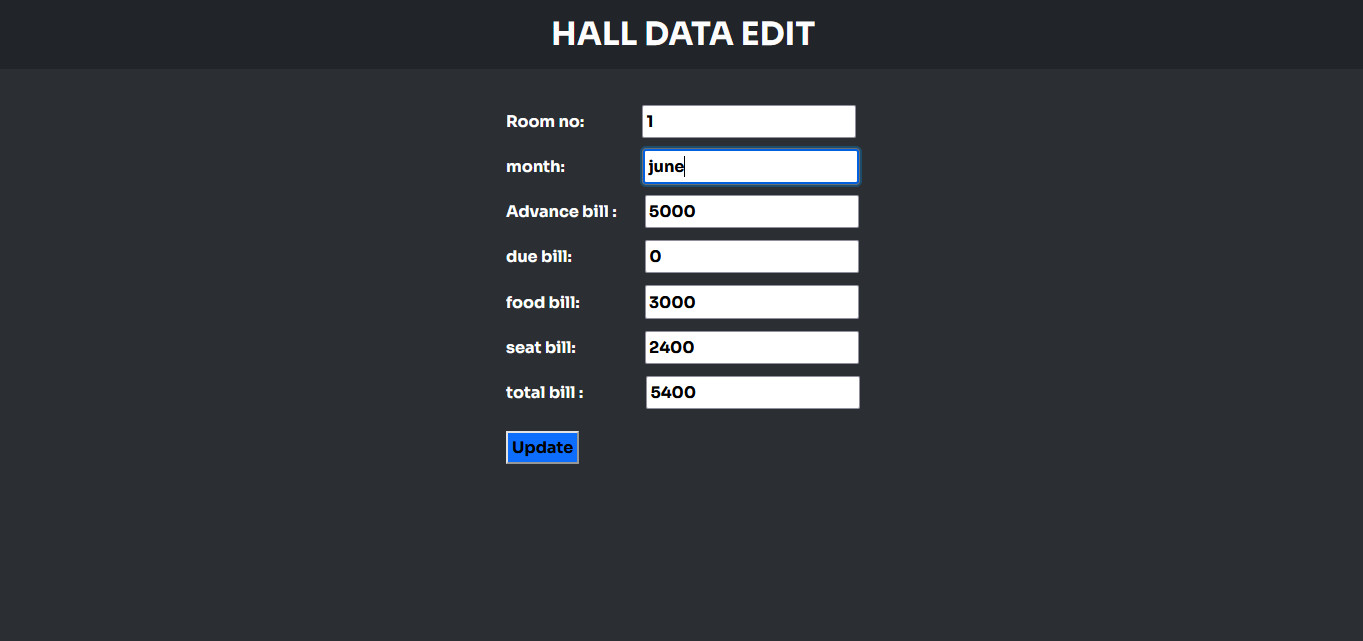 HALL DATA EDIT
Room no: 1
month: june
Advance bill : 5000
due bill: 0
food bill: 3000
seat bill: 2400
total bill : 5400
Update